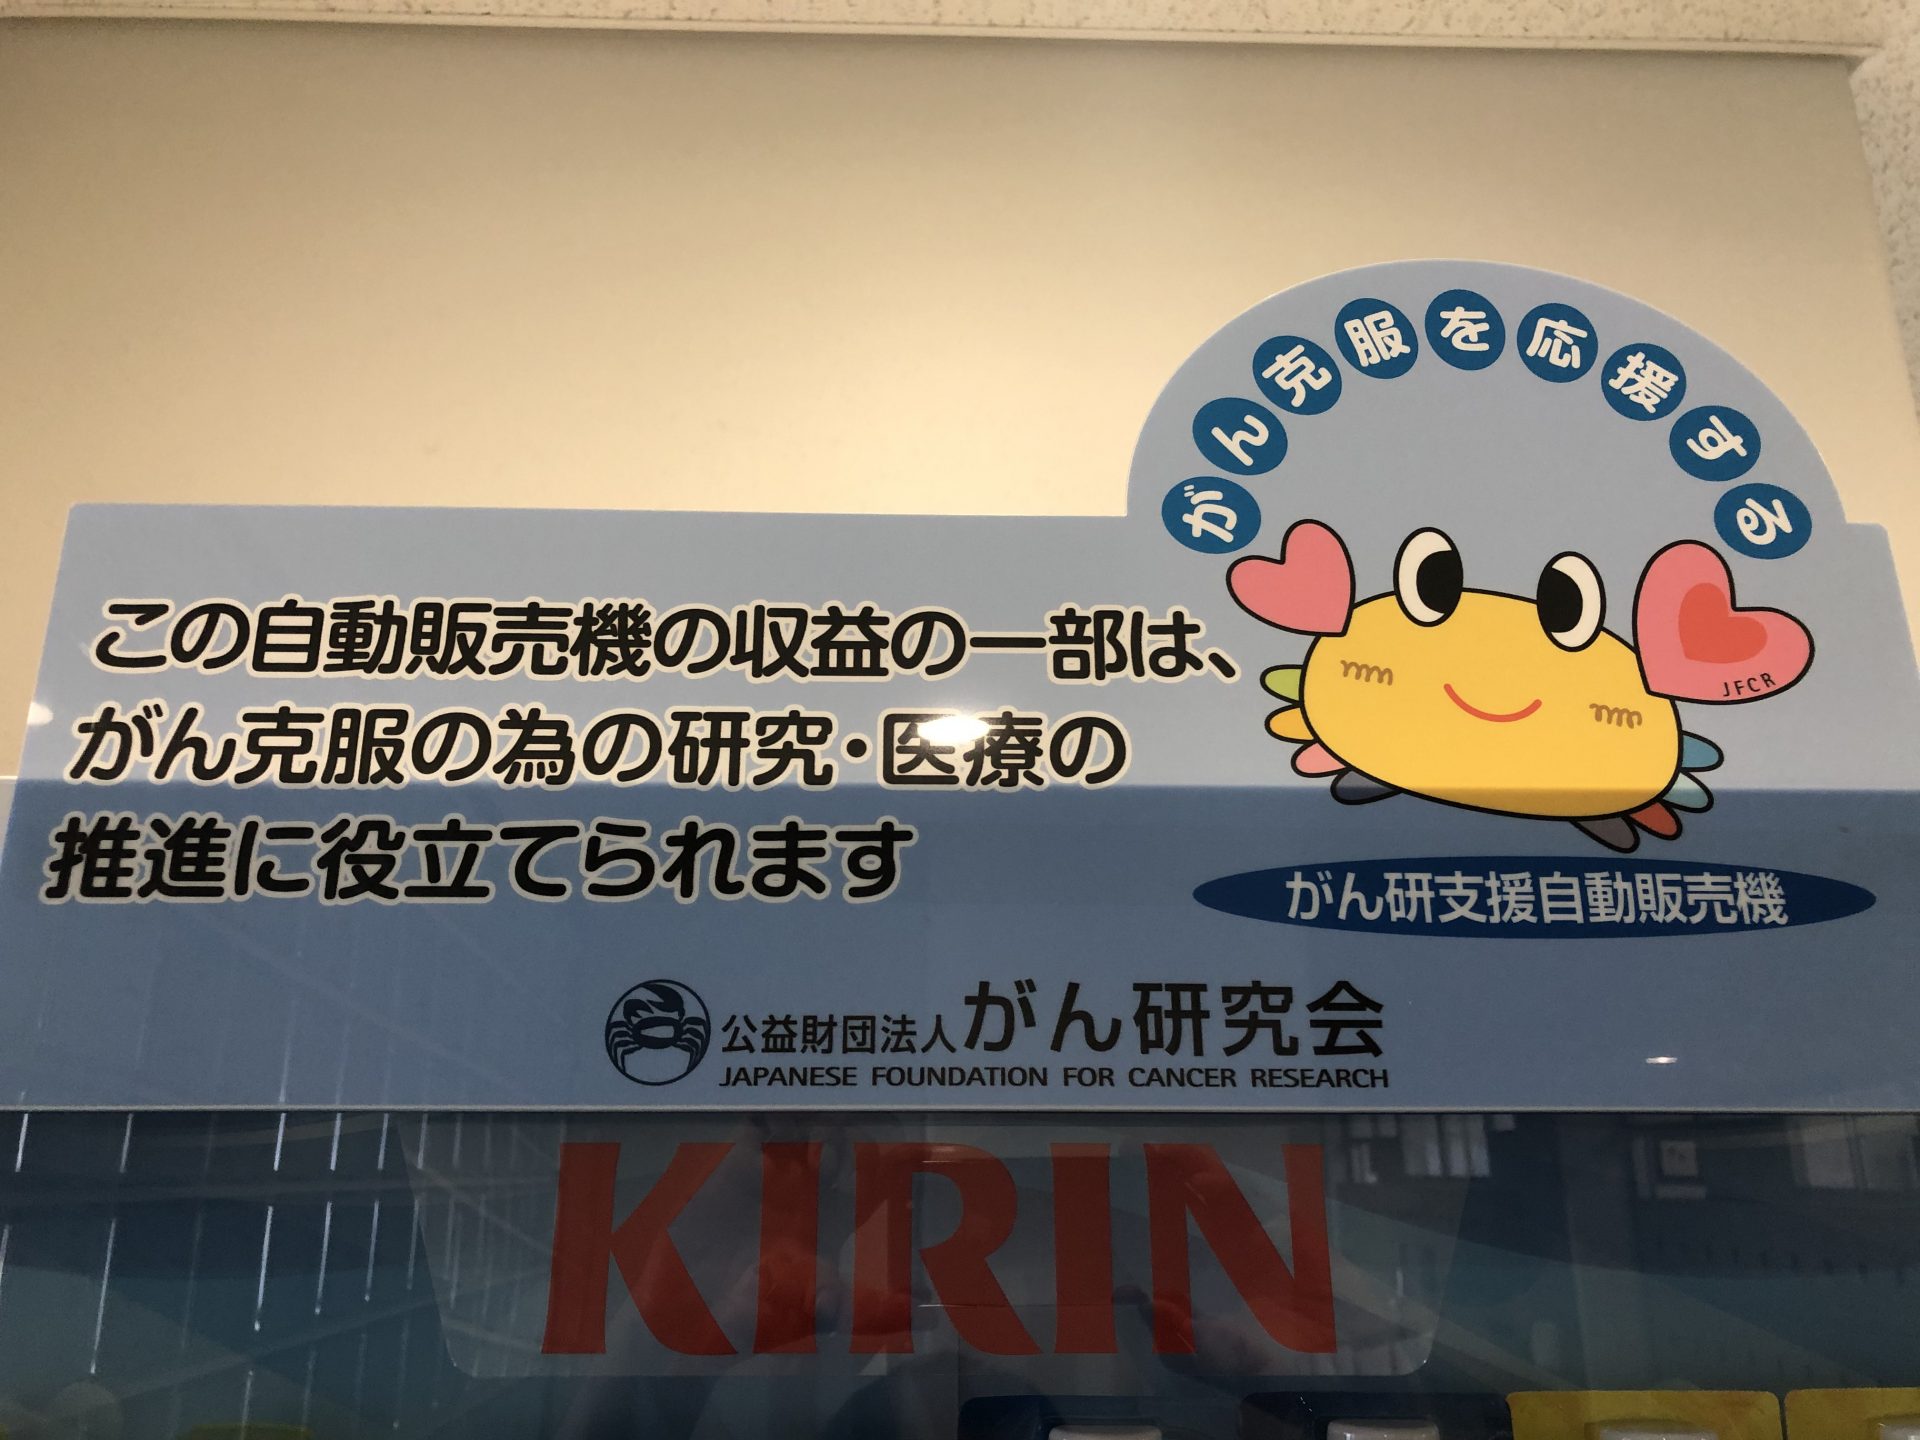 がん克服を応援する
JFCR
この自動販売機の収益の一部は、
がん克服の為の研究・医療の
推進に役立てられます
がん研支援自動販売機
公益財団法人がん研究会
JAPANESE FOUNDATION FOR CANCER RESEARCH
KIRIN